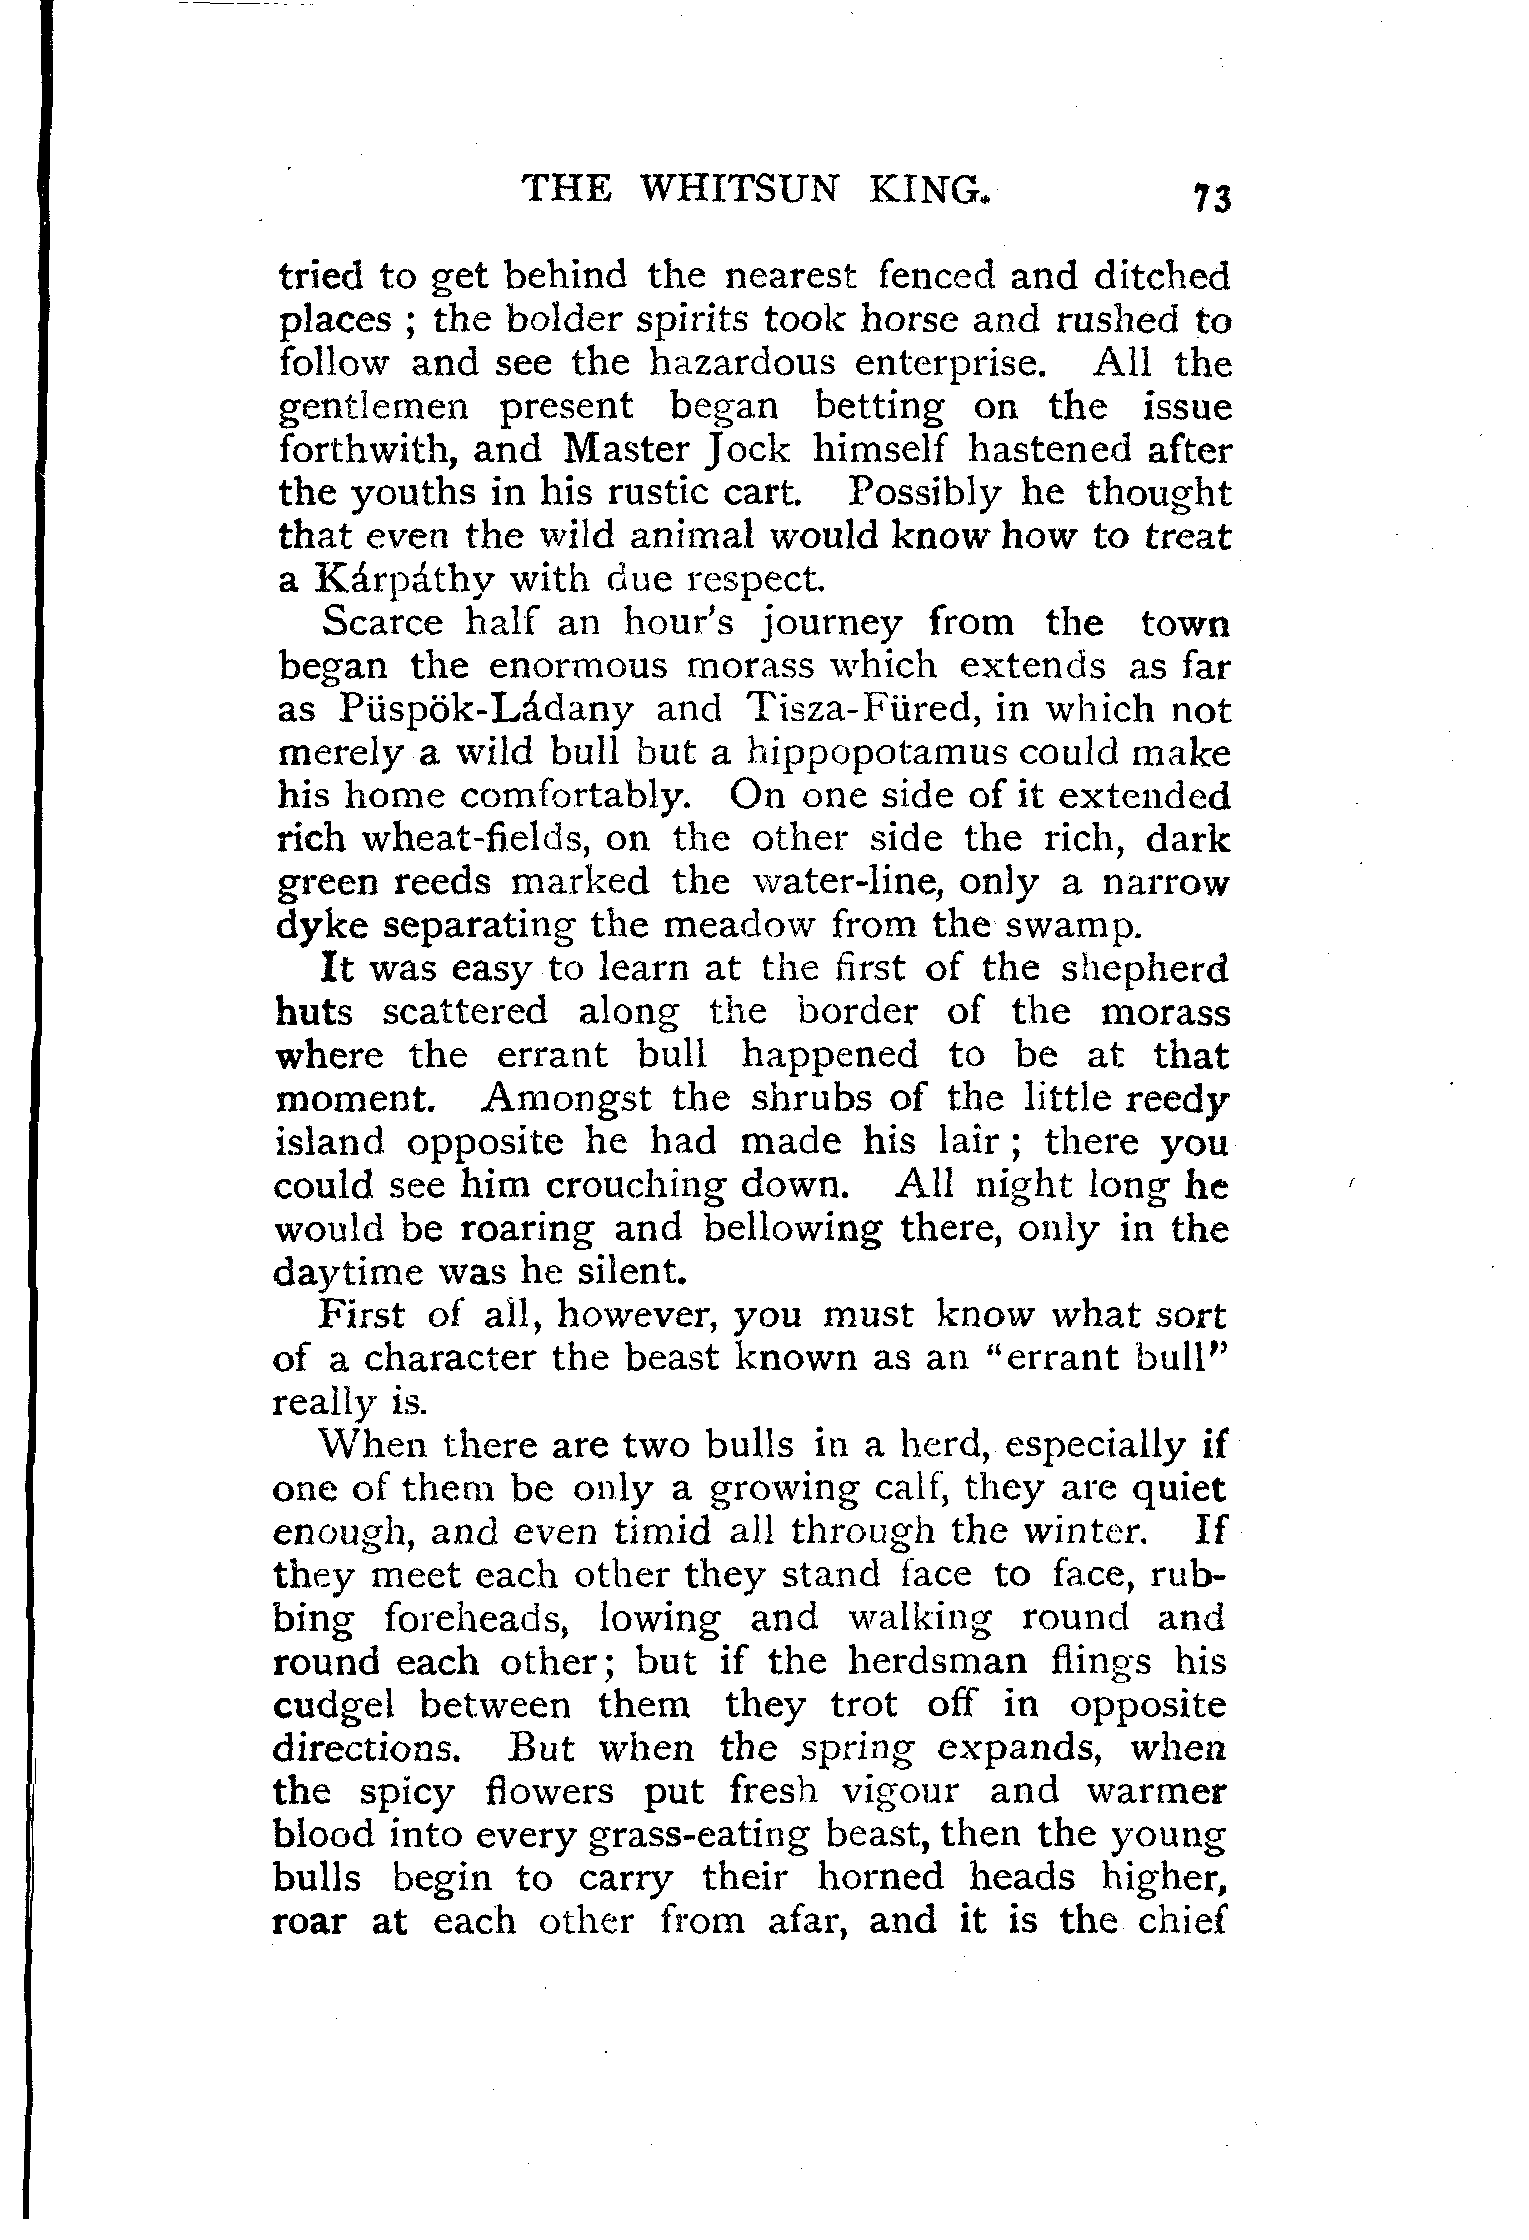 THE WHITSUN KING. 73
tried to get behind the nearest fenced and ditched
places ; the bolder spirits took horse and rushed to
follow and see the hazardous enterprise. All the
gentlemen present began betting on the issue
forthwith, and Master Jock himself hastened after
the youths in his rustic cart. Possibly he thought
that even the wild animal would know how to treat
a Kárpáthy with due respect.
Scarce half an hour's journey from the town
began the enormous morass which extends as far
as Püspök-Ládany and Tisza-Füred, in which not
merely a wild bull but a hippopotamus could make
his home comfortably. On one side of it extended
rich wheat-fields, on the other side the rich, dark
green reeds marked the water-line, only a narrow
dyke separating the meadow from the swamp.
It was easy to learn at the first of the shepherd
huts scattered along the border of the morass
where the errant bull happened to be at that
moment. Amongst the shrubs of the little reedy
island opposite he had made his lair ; there you
could see him crouching down. All night long he
would be roaring and bellowing there, only in the
daytime was he silent.
First of all, however, you must know what sort
of a character the beast known as an "errant bull"
really is.
When there are two bulls in a herd, especially if
one of them be only a growing calf, they are quiet
enough, and even timid all through the winter. If
they meet each other they stand face to face, rub-
bing foreheads, lowing and walking round and
round each other; but if the herdsman flings his
cudgel between them they trot off in opposite
directions. But when the spring expands, when
the spicy flowers put fresh vigour and warmer
blood into every grass-eating beast, then the young
bulls begin to carry their horned heads higher,
roar at each other from afar, and it is the chief